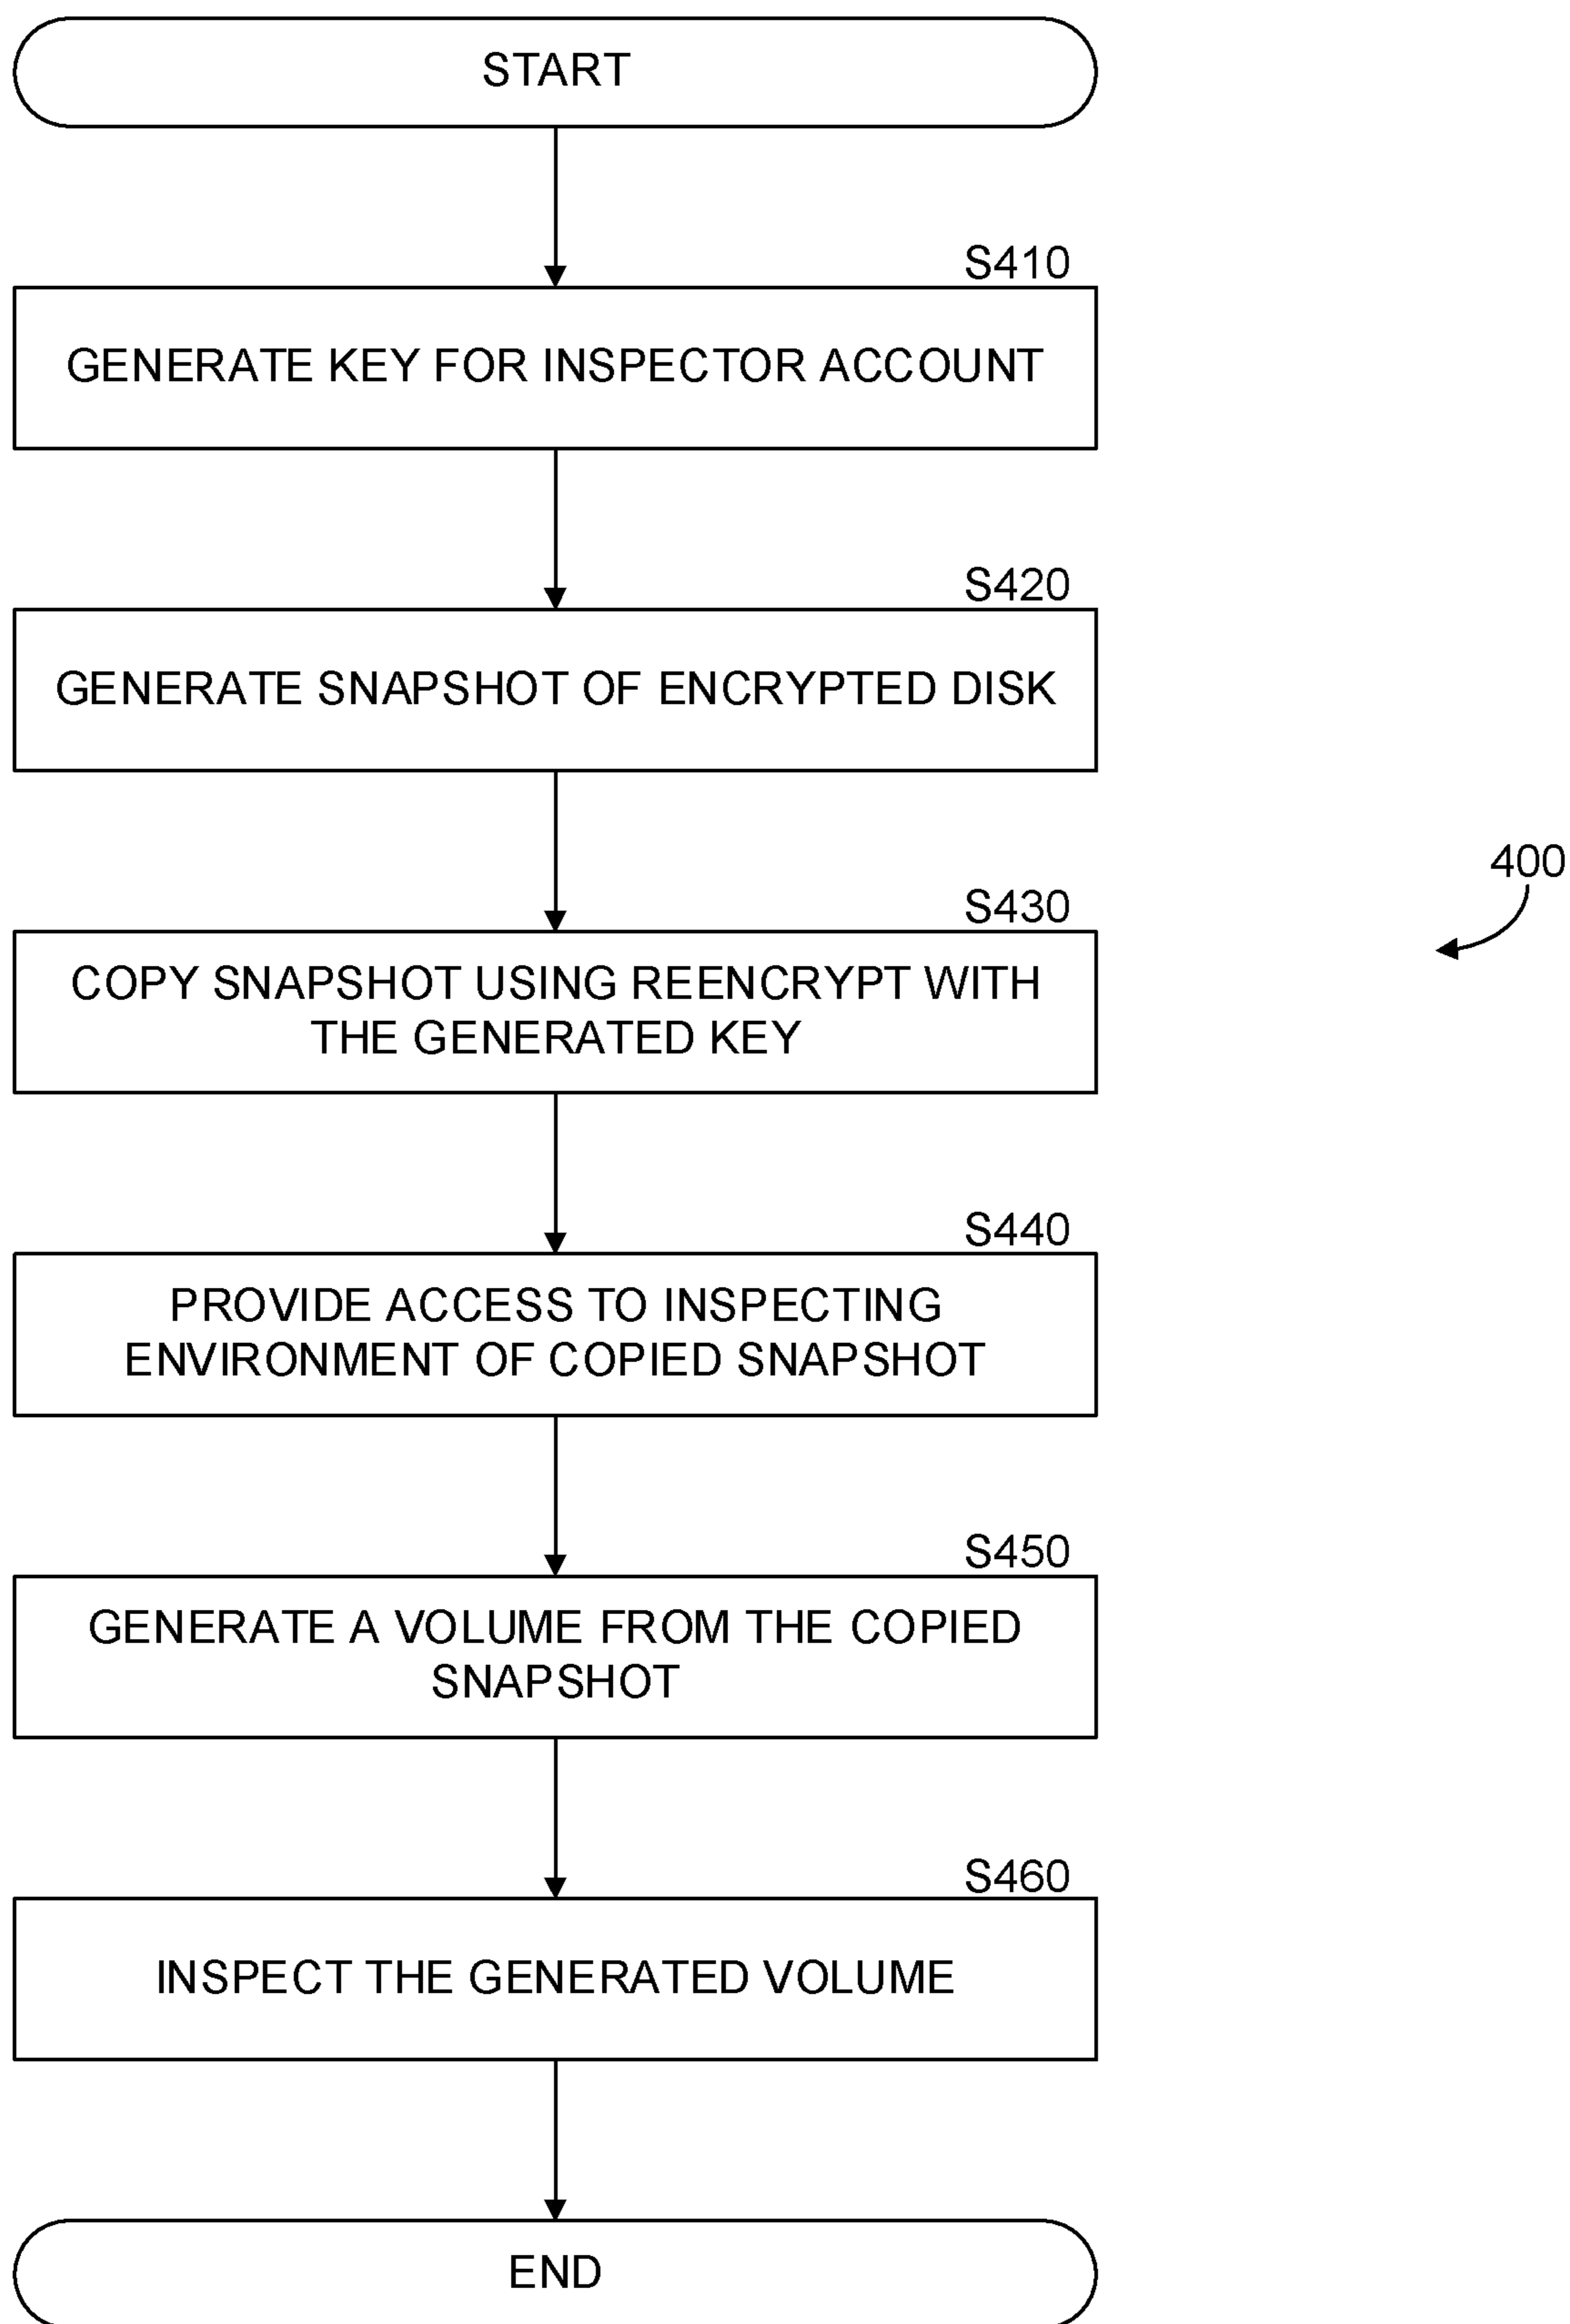 START
S410
GENERATE KEY FOR INSPECTOR ACCOUNT
S420
GENERATE SNAPSHOT OF ENCRYPTED DISK
400
S430
COPY SNAPSHOT USING REENCRYPT WITH
THE GENERATED KEY
S440
PROVIDE ACCESS TO INSPECTING
ENVIRONMENT OF COPIED SNAPSHOT
S450
GENERATE A VOLUME FROM THE COPIED
SNAPSHOT
S460
INSPECT THE GENERATED VOLUME
END